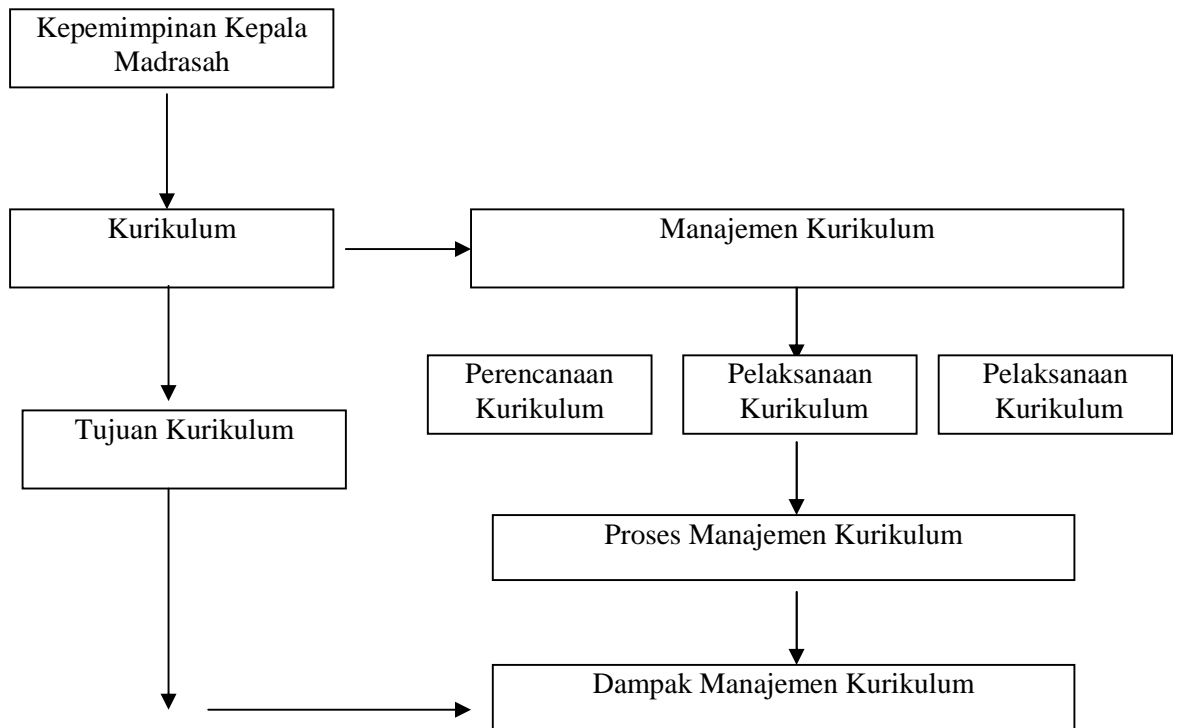 Kepemimpinan Kepala
Madrasah
Kurikulum
Manajemen Kurikulum
Perencanaan
Kurikulum
Pelaksanaan
Kurikulum
Pelaksanaan
Kurikulum
Tujuan Kurikulum
Proses Manajemen Kurikulum
Dampak Manajemen Kurikulum